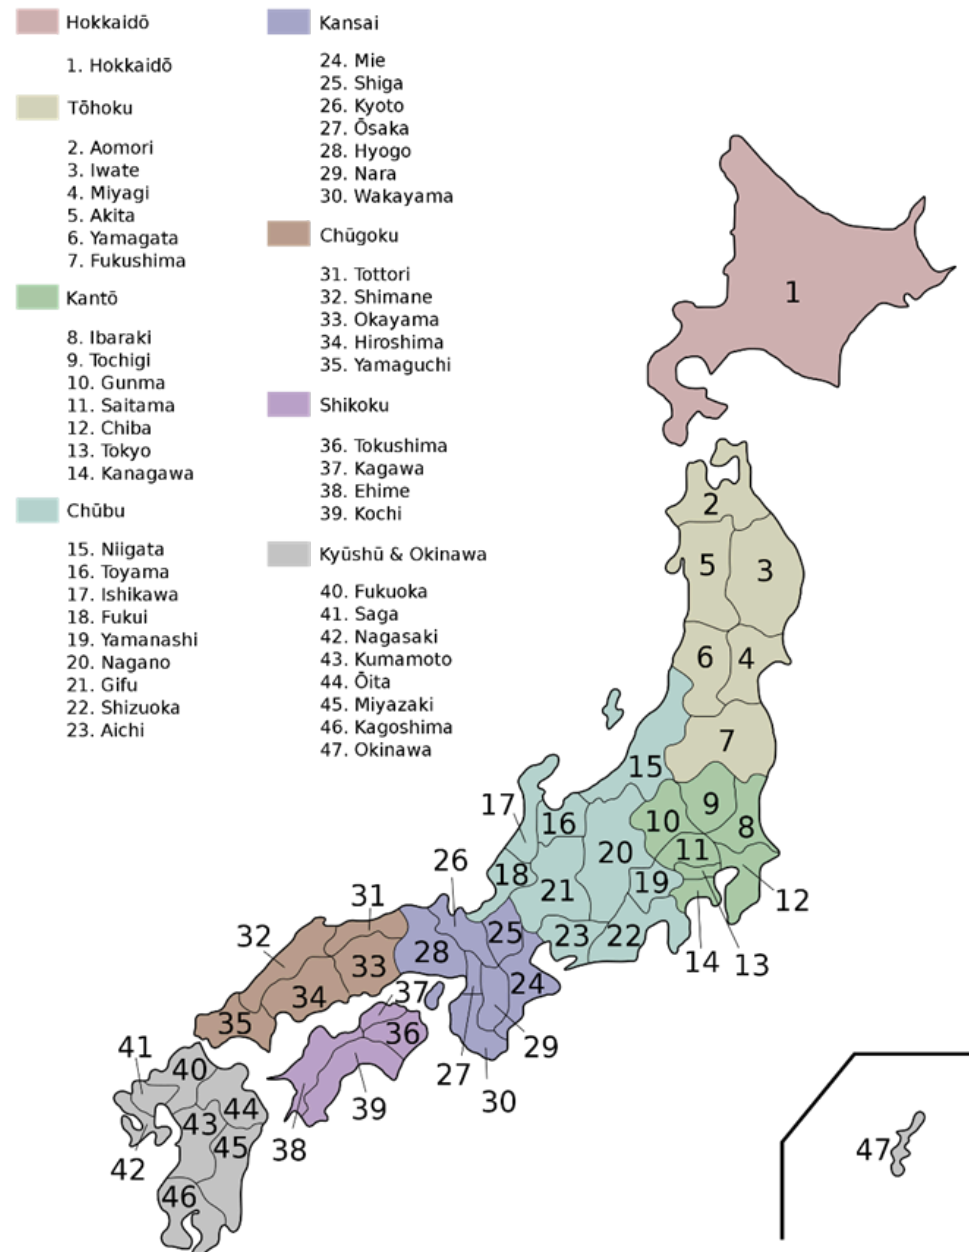 Hokkaidō
1. Hokkaidō
Tōhoku
2. Aomori
3. Iwate
4. Miyagi
5. Akita
6. Yamagata
7. Fukushima
Kantō
8. Ibaraki
9. Tochigi
10. Gunma
11. Saitama
12. Chiba
13. Tokyo
14. Kanagawa
Chūbu
15. Niigata
16. Toyama
17. Ishikawa
18. Fukui
19. Yamanashi
20. Nagano
21. Gifu
22. Shizuoka
23. Aichi
Kansai
24. Mie
25. Shiga
26. Kyoto
27. Ōsaka
28. Hyogo
29. Nara
30. Wakayama
Chūgoku
31. Tottori
32. Shimane
33. Okayama
34. Hiroshima
35. Yamaguchi
Shikoku
36. Tokushima
37. Kagawa
38. Ehime
39. Kochi
Kyūshū & Okinawa
40. Fukuoka
41. Saga
42. Nagasaki
43. Kumamoto
44. Ōita
45. Miyazaki
46. Kagoshima
47. Okinawa
1
2
5
3
6
4
7
15
9
17
16
10
8
11
20
26
18
19
21
12
31
25
23
22
32
28
33
14
13
24
37
34
35
36
29
41
40
27
30
39
44
43
38
45
42
47
46